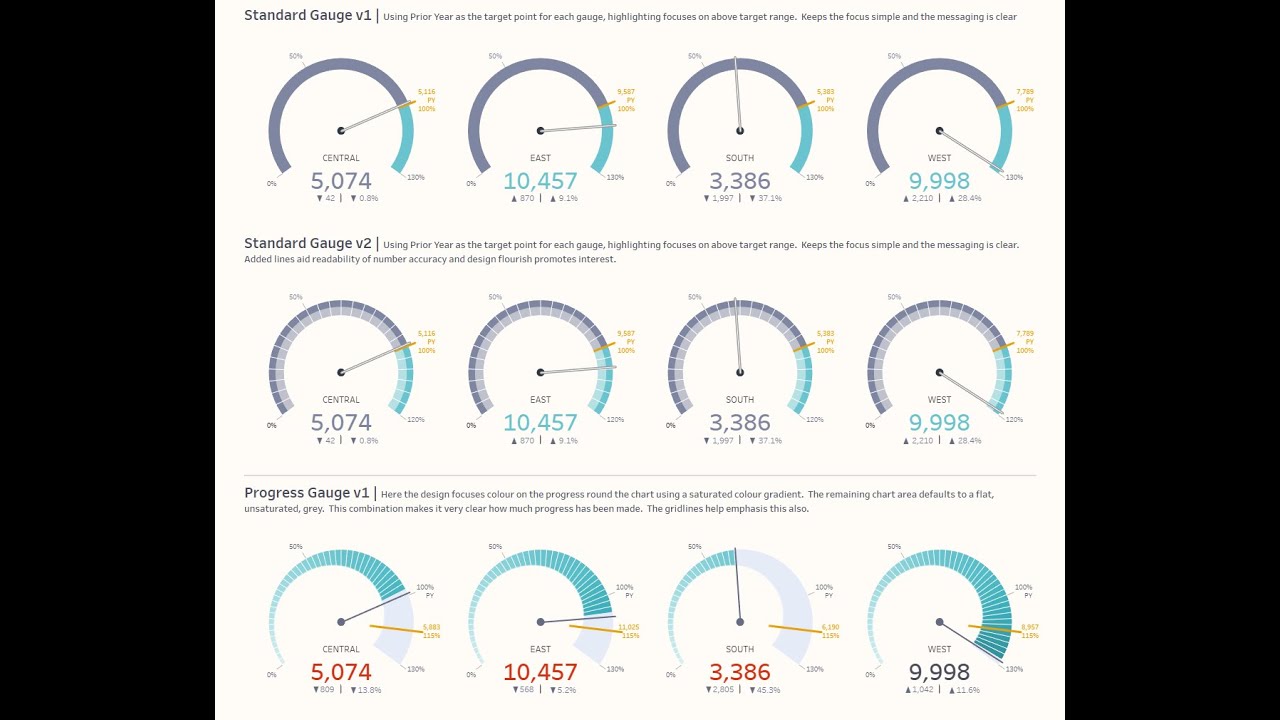 Standard Gauge v1 | Using Prior Year as the target point for each gauge, highlighting focuses on above target range. Keeps the focus simple and the messaging is clear
50% 50% 50% 50%
5,116 9,587 5,383 7,789
PY PY PY PY
100% 100% 100% 100%
CENTRAL EAST SOUTH WEST
0% 130% 0% 130% 0% 130% 0% 130%
5,074 10,457 3,386 9,998
▼ 42 | ▼ 0.8% ▲ 870 | ▲ 9.1% ▼ 1,997 | ▼ 37.1% ▲ 2,210 | ▲ 28.4%
Standard Gauge v2 | Using Prior Year as the target point for each gauge, highlighting focuses on above target range. Keeps the focus simple and the messaging is clear.
Added lines aid readability of number accuracy and design flourish promotes interest.
50% 50% 50% 50%
5,116 9,587 5,383 7,789
PY PY PY PY
100% 100% 100% 100%
CENTRAL EAST SOUTH WEST
0% 120% 0% 120% 0% 120% 0% 120%
5,074 10,457 3,386 9,998
▼ 42 | ▼ 0.8% ▲ 870 | ▲ 9.1% ▼ 1,997 | ▼ 37.1% ▲ 2,210 | ▲ 28.4%
Progress Gauge v1 | Here the design focuses colour on the progress round the chart using a saturated colour gradient. The remaining chart area defaults to a flat,
unsaturated, grey. This combination makes it very clear how much progress has been made. The gridlines help emphasis this also.
50% 50% 50% 50%
100% 100% 100% 100%
PY PY PY PY
5,883 11,025 6,190 8,957
115% 115% 115% 115%
CENTRAL EAST SOUTH WEST
0% 130% 0% 130% 0% 130% 0% 130%
5,074 10,457 3,386 9,998
▼ 809 | ▼ 13.8% ▼ 568 | ▼ 5.2% ▼ 2,805 | ▼ 45.3% ▲ 1,042 | ▲ 11.6%